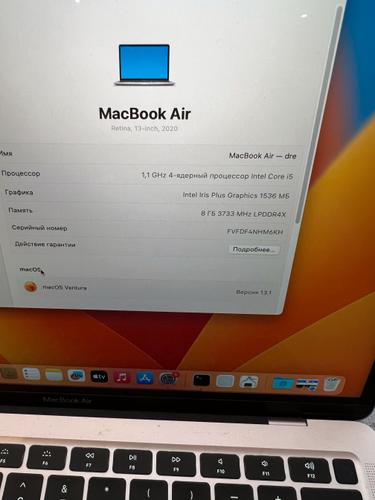 MacBook Air
Retina, 13-inch, 2020
Имя MacBook Air — dre
Процессор 1,1 GHz 4-ядерный процессор Intel Core i5
Графика Intel Iris Plus Graphics 1536 МБ
Память 8 ГБ 3733 MHz LPDDR4X
Серийный номер FVFDF4NHM6KH
Действие гарантии Подробнее...
macOS
macOS Ventura Версия 13.1
tv
MacBook Air
F5 F6 F7 F8 F9 F10 F11 F12
^ & * ( ) _ +